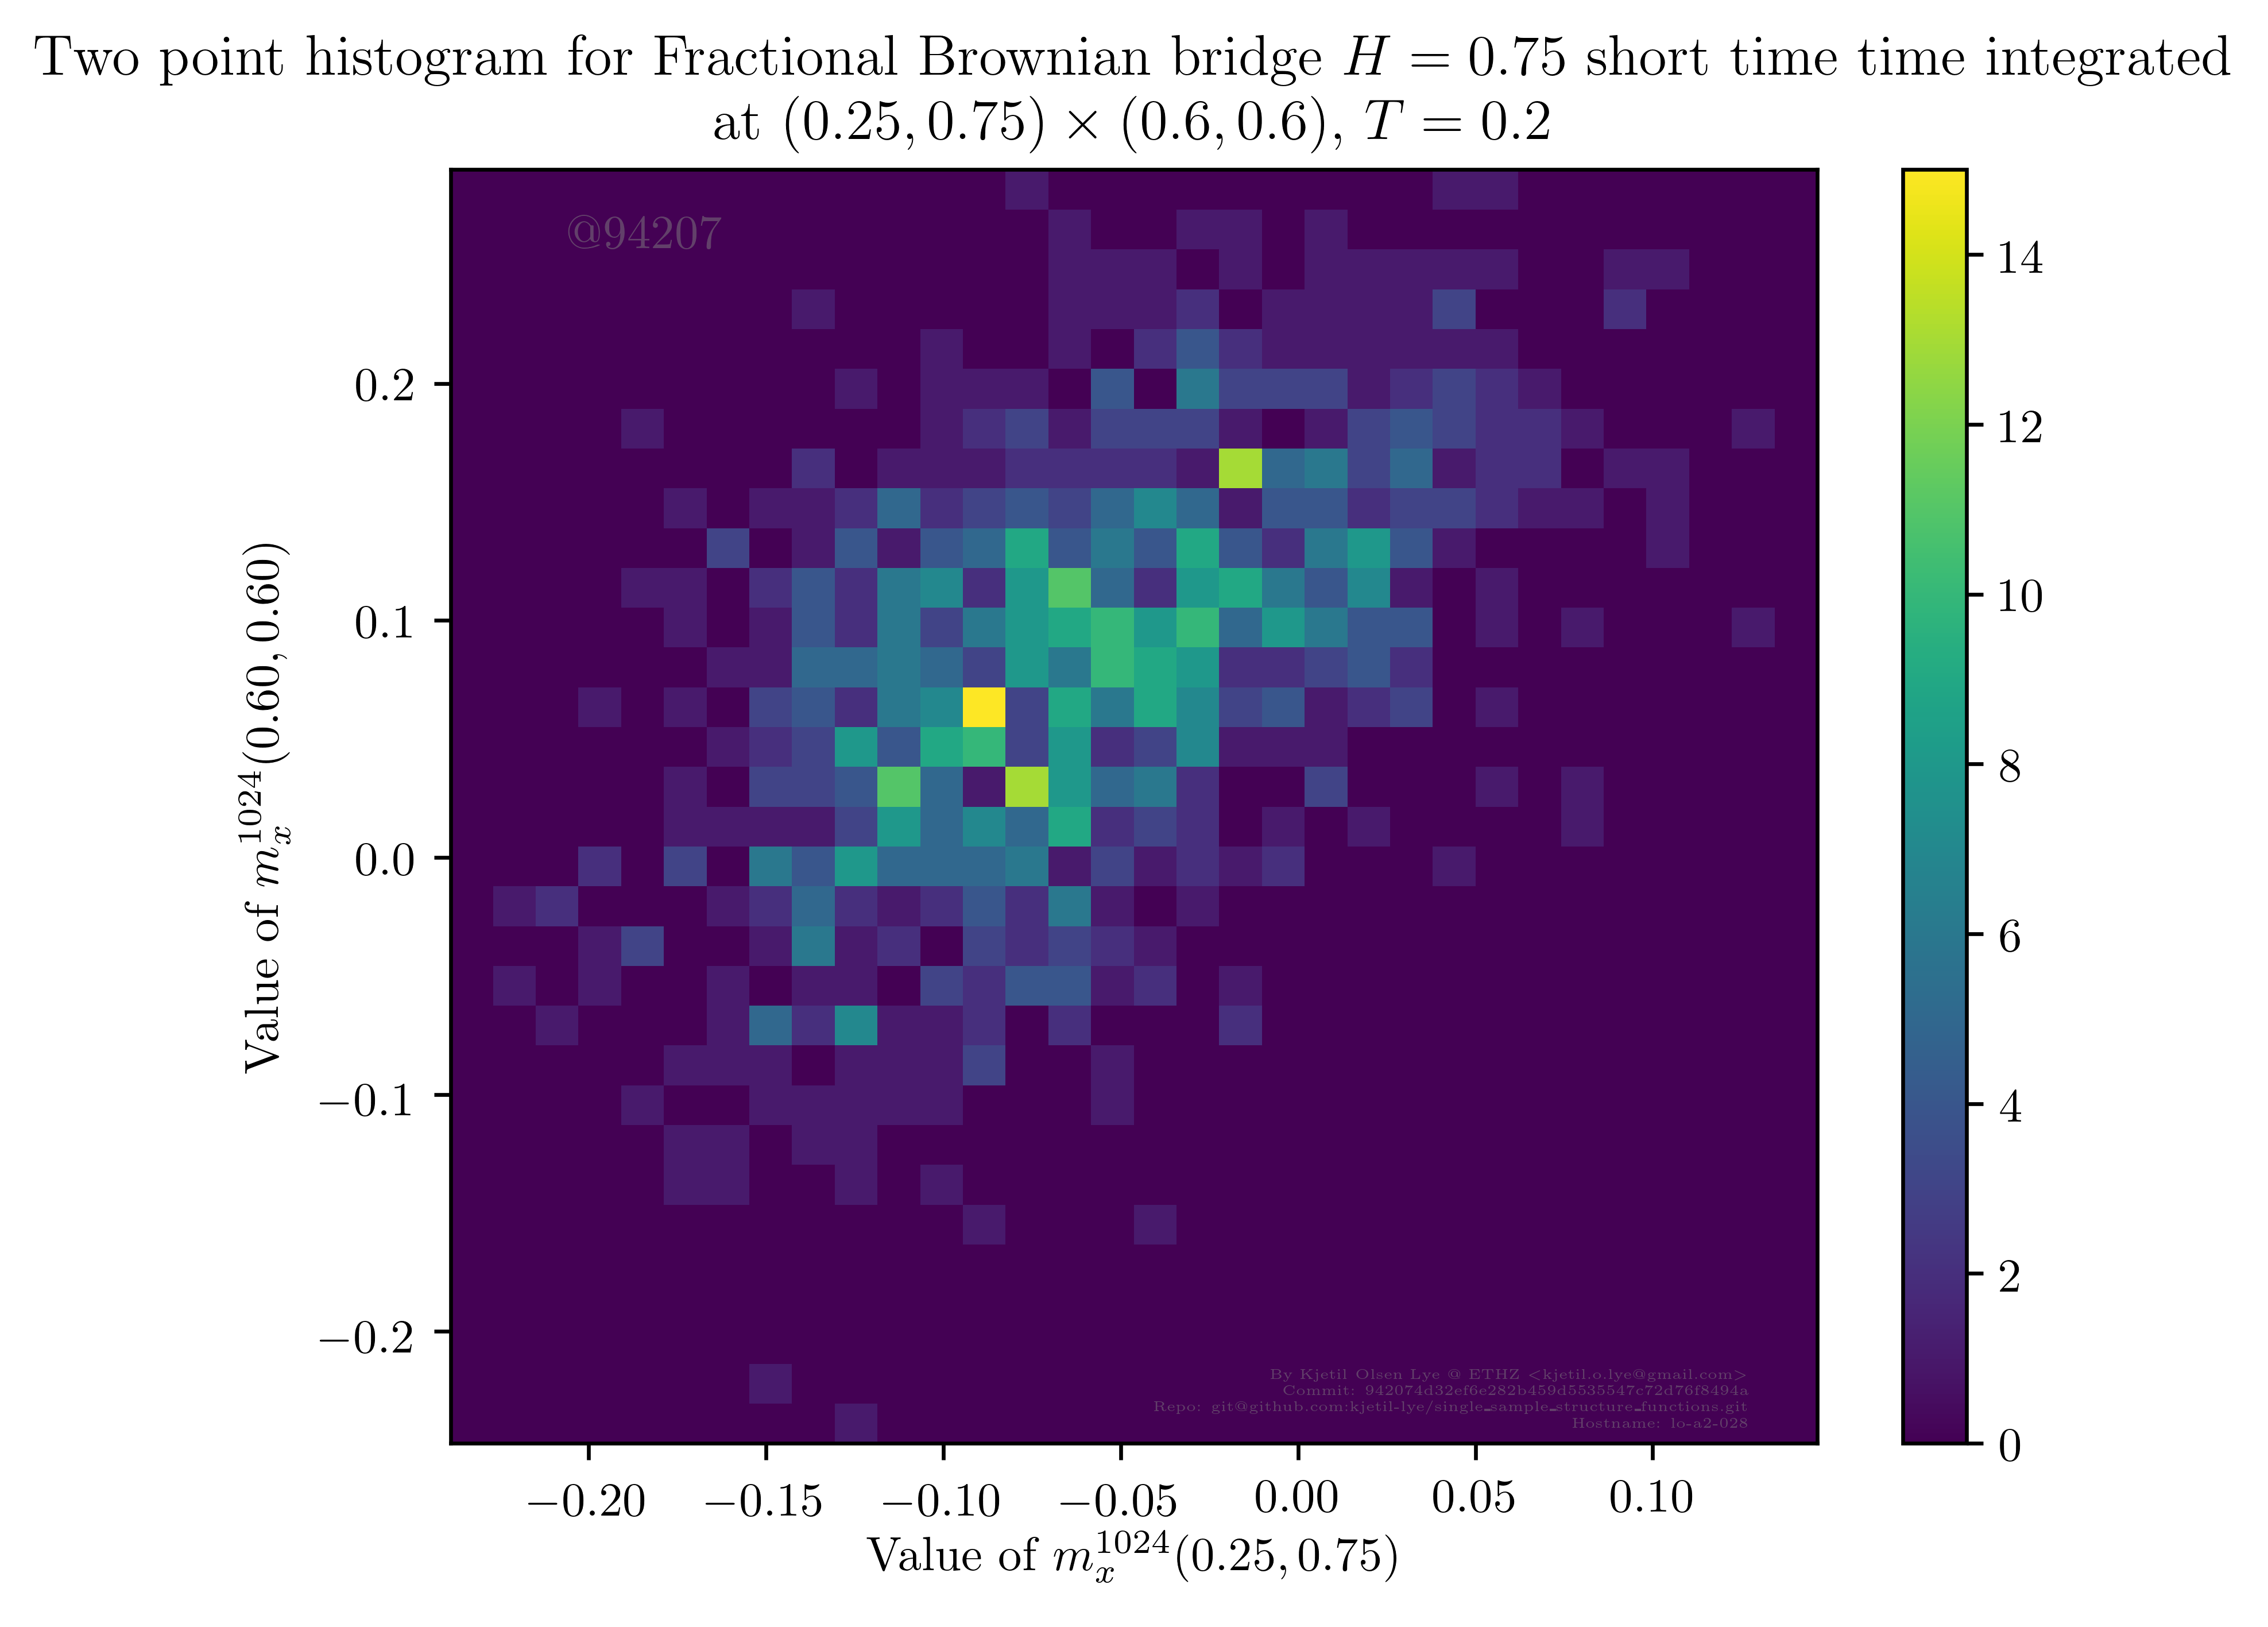 Two point histogram for Fractional Brownian bridge H = 0.75 short time time integrated
at (0.25, 0.75) × (0.6, 0.6), T = 0.2
@94207
0.2
0.1
0.0
−0.1
−0.2
Value of m_x^{1024}(0.60, 0.60)
−0.20 −0.15 −0.10 −0.05 0.00 0.05 0.10
Value of m_x^{1024}(0.25, 0.75)
14
12
10
8
6
4
2
0
By Kjetil Olsen Lye @ ETHZ <kjetil.o.lye@gmail.com>
Commit: 942074d32ef6e282b459d5535547c72d76f8494a
Repo: git@github.com:kjetil-lye/single_sample_structure_functions.git
Hostname: lo-a2-028